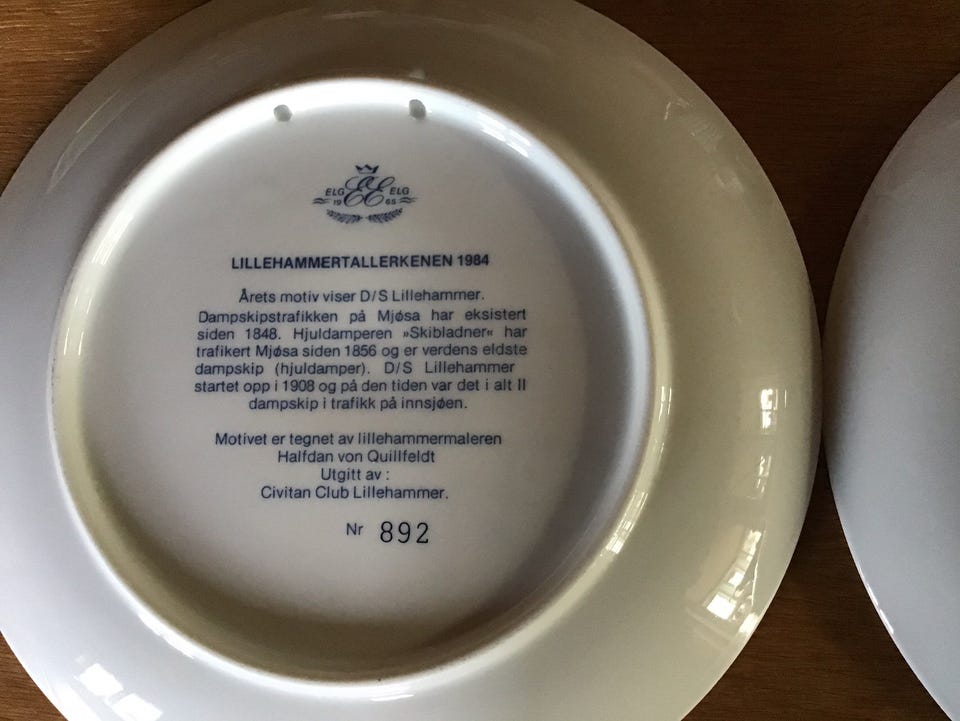 EE
ELG ELG
19 65
LILLEHAMMERTALLERKENEN 1984
Årets motiv viser D/S Lillehammer.
Dampskipstrafikken på Mjøsa har eksistert
siden 1848. Hjuldamperen »Skibladner« har
trafikert Mjøsa siden 1856 og er verdens eldste
dampskip (hjuldamper). D/S Lillehammer
startet opp i 1908 og på den tiden var det i alt II
dampskip i trafikk på innsjøen.
Motivet er tegnet av lillehammermaleren
Halfdan von Quillfeldt
Utgitt av :
Civitan Club Lillehammer.
Nr 892